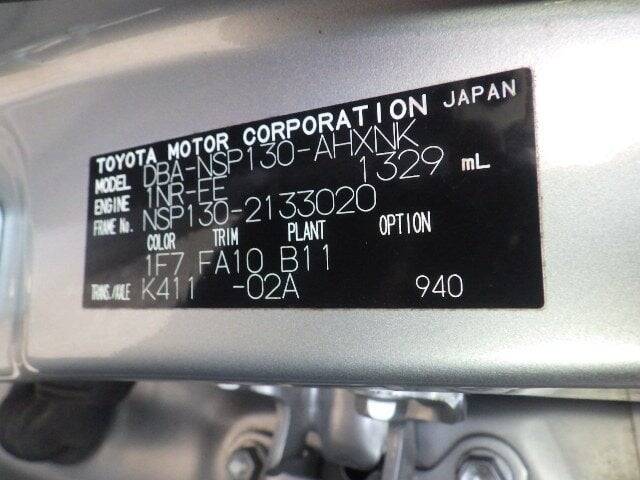 TOYOTA MOTOR CORPORATION JAPAN
MODEL DBA-NSP130-AHXNK
ENGINE 1NR-FE 1329 mL
FRAME No. NSP130-2133020
COLOR TRIM PLANT OPTION
1F7 FA10 B11
TRANS./AXLE K411 -02A 940